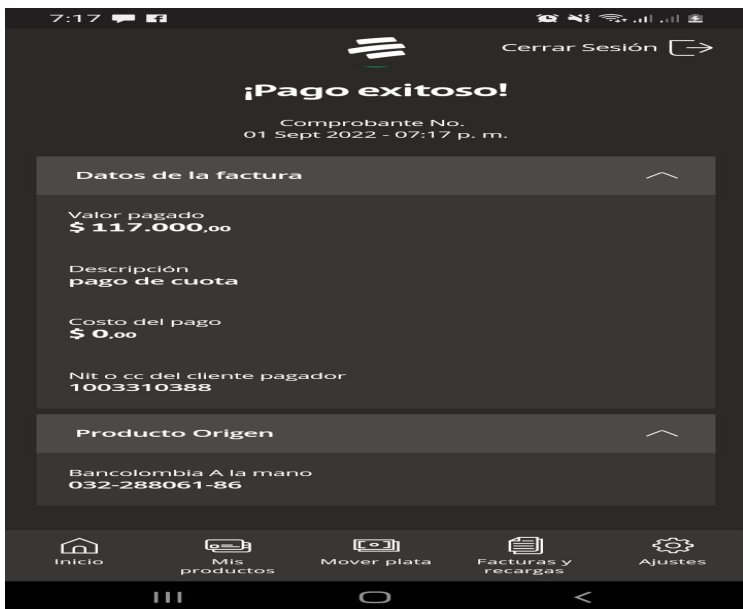 7:17
Cerrar Sesión
¡Pago exitoso!
Comprobante No.
01 Sept 2022 - 07:17 p. m.
Datos de la factura
Valor pagado
$ 117.000,00
Descripción
pago de cuota
Costo del pago
$ 0,00
Nit o cc del cliente pagador
1003310388
Producto Origen
Bancolombia A la mano
032-288061-86
Inicio
Mis productos
Mover plata
Facturas y recargas
Ajustes